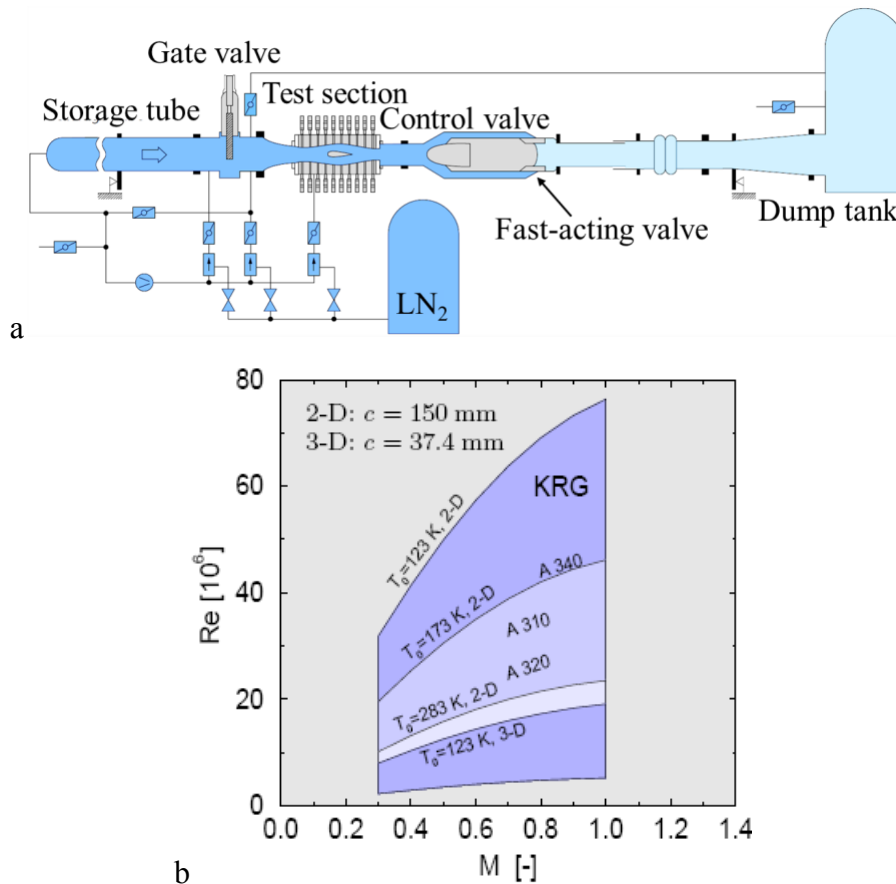 Gate valve
Storage tube
Test section
Control valve
Fast-acting valve
Dump tank
LN₂
a
80
60
40
20
0
Re [10⁶]
2-D: c = 150 mm
3-D: c = 37.4 mm
KRG
T₀=123 K, 2-D
A 340
T₀=173 K, 2-D
A 310
A 320
T₀=283 K, 2-D
T₀=123 K, 3-D
0.0 0.2 0.4 0.6 0.8 1.0 1.2 1.4
M [-]
b